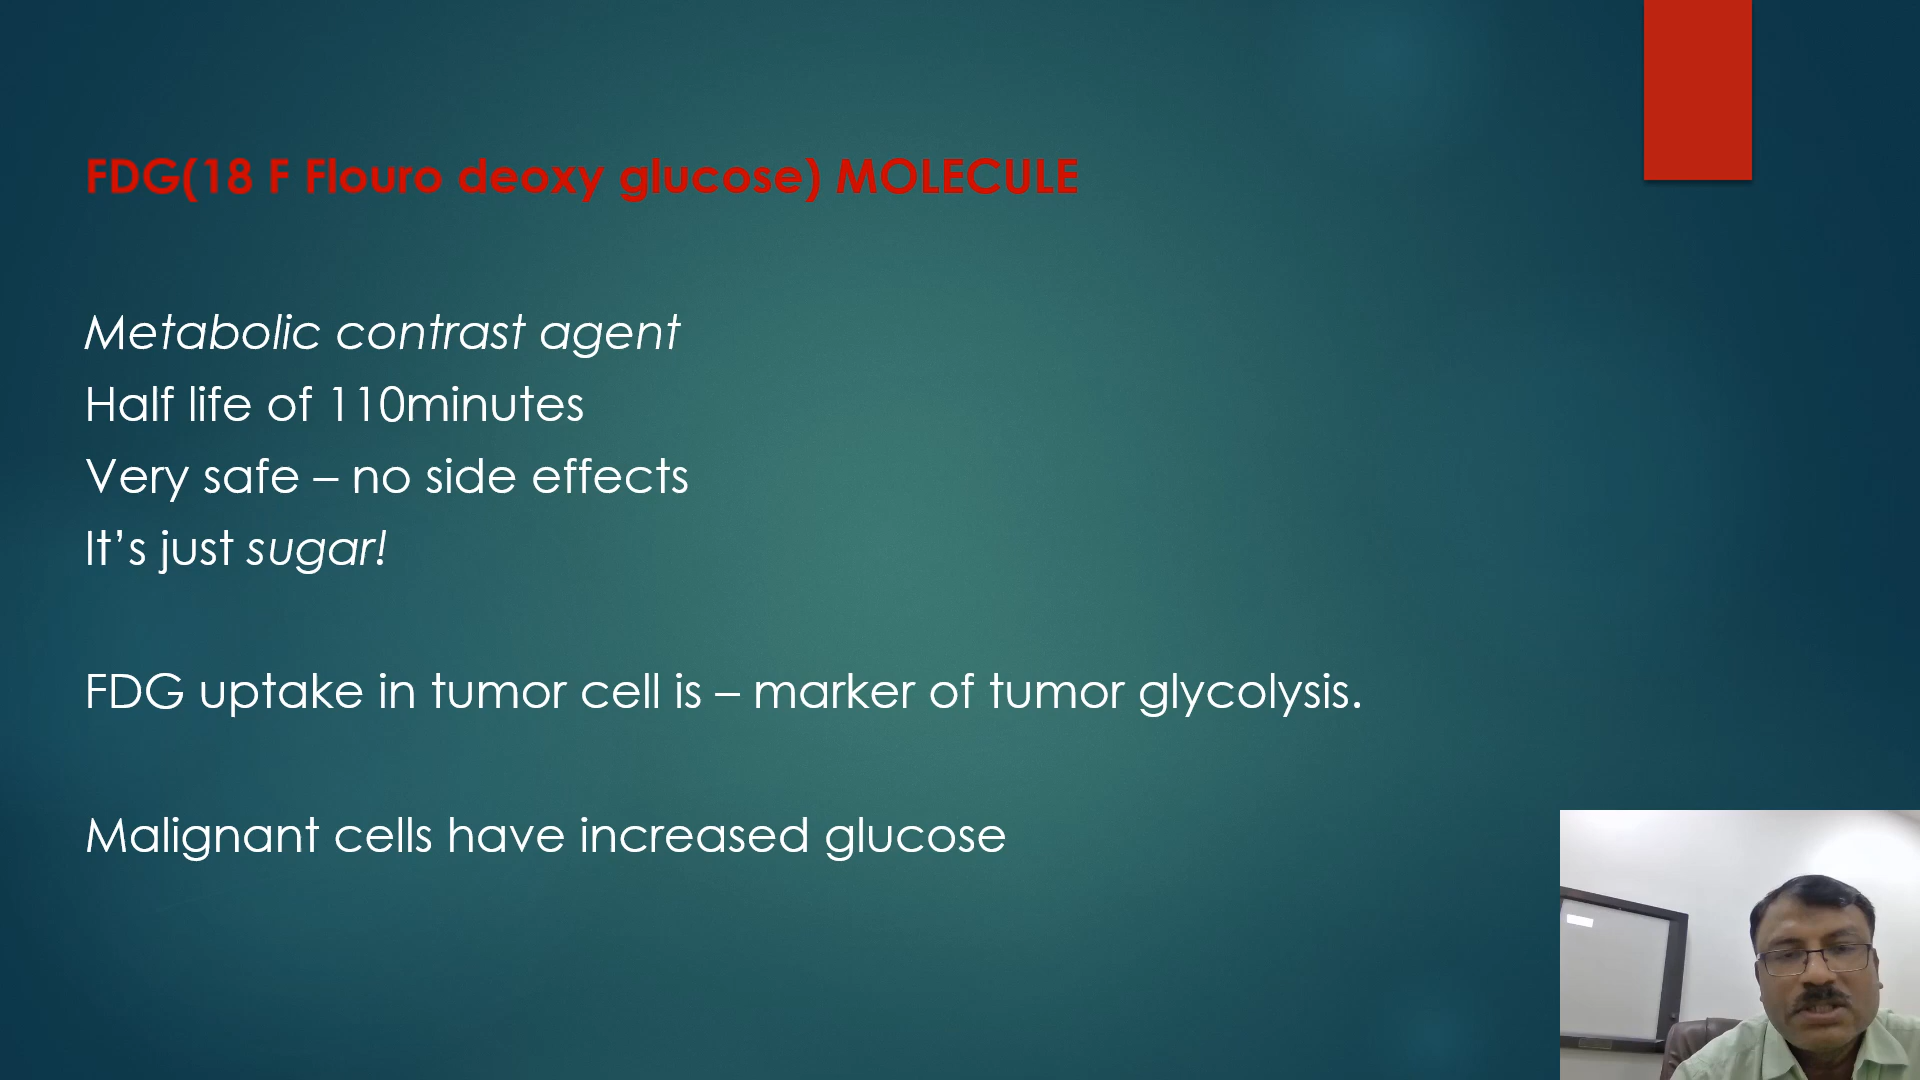 FDG(18 F Flouro deoxy glucose) MOLECULE
Metabolic contrast agent
Half life of 110minutes
Very safe – no side effects
It’s just sugar!
FDG uptake in tumor cell is – marker of tumor glycolysis.
Malignant cells have increased glucose